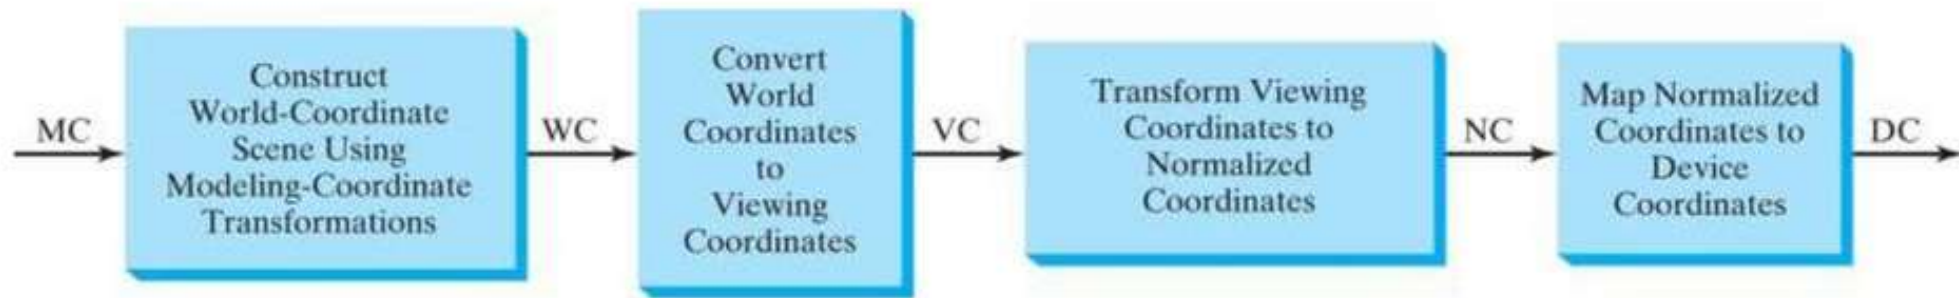 MC
Construct
World-Coordinate
Scene Using
Modeling-Coordinate
Transformations
WC
Convert
World
Coordinates
to
Viewing
Coordinates
VC
Transform Viewing
Coordinates to
Normalized
Coordinates
NC
Map Normalized
Coordinates to
Device
Coordinates
DC